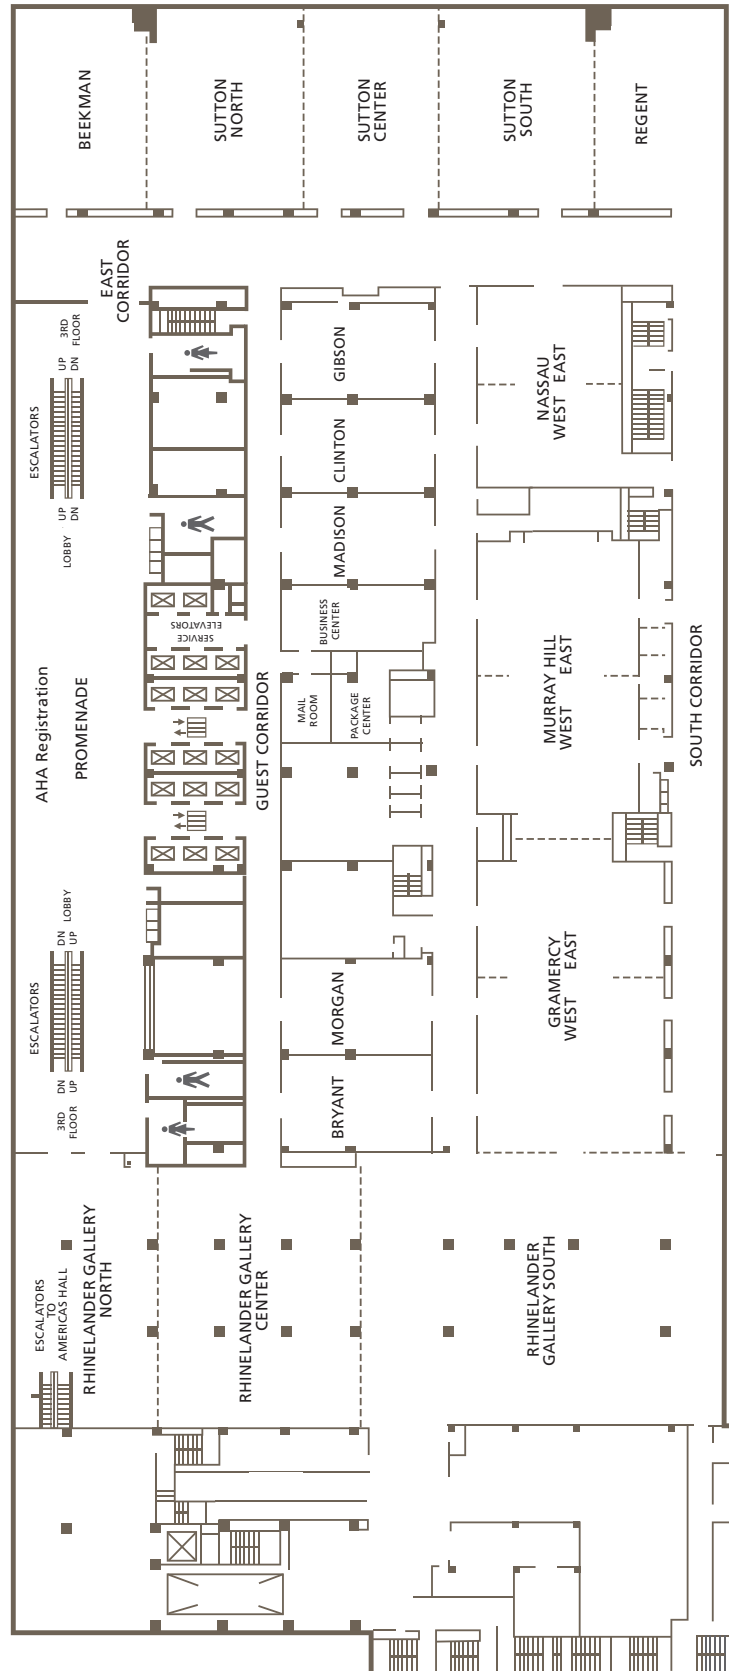 BEEKMAN
SUTTON
NORTH
SUTTON
CENTER
SUTTON
SOUTH
REGENT
EAST
CORRIDOR
3RD
FLOOR
UP
DN
ESCALATORS
UP
DN
LOBBY
GIBSON
CLINTON
MADISON
BUSINESS
CENTER
NASSAU
WEST EAST
SERVICE
ELEVATORS
MAIL
ROOM
PACKAGE
CENTER
MURRAY HILL
WEST EAST
SOUTH CORRIDOR
GUEST CORRIDOR
AHA Registration
PROMENADE
LOBBY
DN
UP
ESCALATORS
DN
UP
3RD
FLOOR
MORGAN
BRYANT
GRAMERCY
WEST EAST
ESCALATORS
TO
AMERICAS HALL
RHINELANDER GALLERY
NORTH
RHINELANDER GALLERY
CENTER
RHINELANDER
GALLERY SOUTH